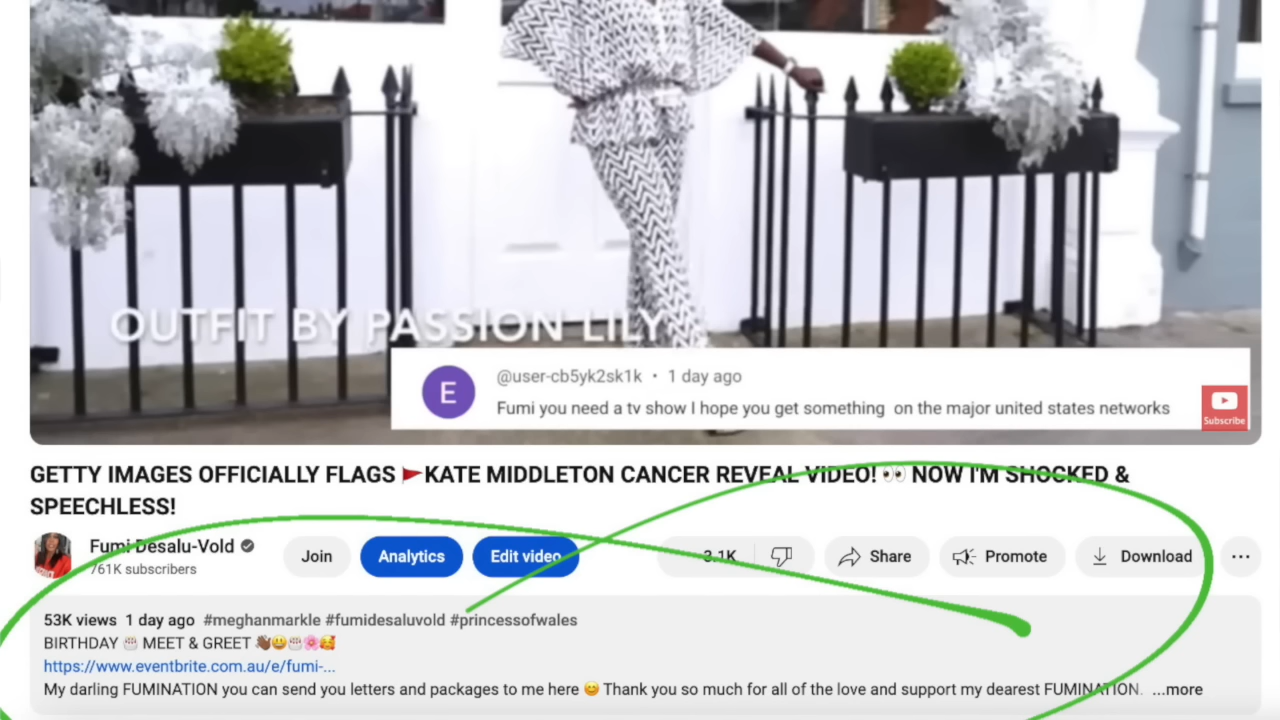 OUTFIT BY PASSION LILY
E
@user-cb5yk2sk1k • 1 day ago
Fumi you need a tv show I hope you get something on the major united states networks
Subscribe
GETTY IMAGES OFFICIALLY FLAGS 🚩KATE MIDDLETON CANCER REVEAL VIDEO! 👀 NOW I'M SHOCKED &
SPEECHLESS!
Fumi Desalu-Vold
761K subscribers
Join
Analytics
Edit video
3.1K
Share
Promote
Download
53K views 1 day ago #meghanmarkle #fumidesaluvold #princessofwales
BIRTHDAY 🎂 MEET & GREET 👋🏾😃🎂🌸🥰
https://www.eventbrite.com.au/e/fumi-...
My darling FUMINATION you can send you letters and packages to me here 😊 Thank you so much for all of the love and support my dearest FUMINATION. ...more